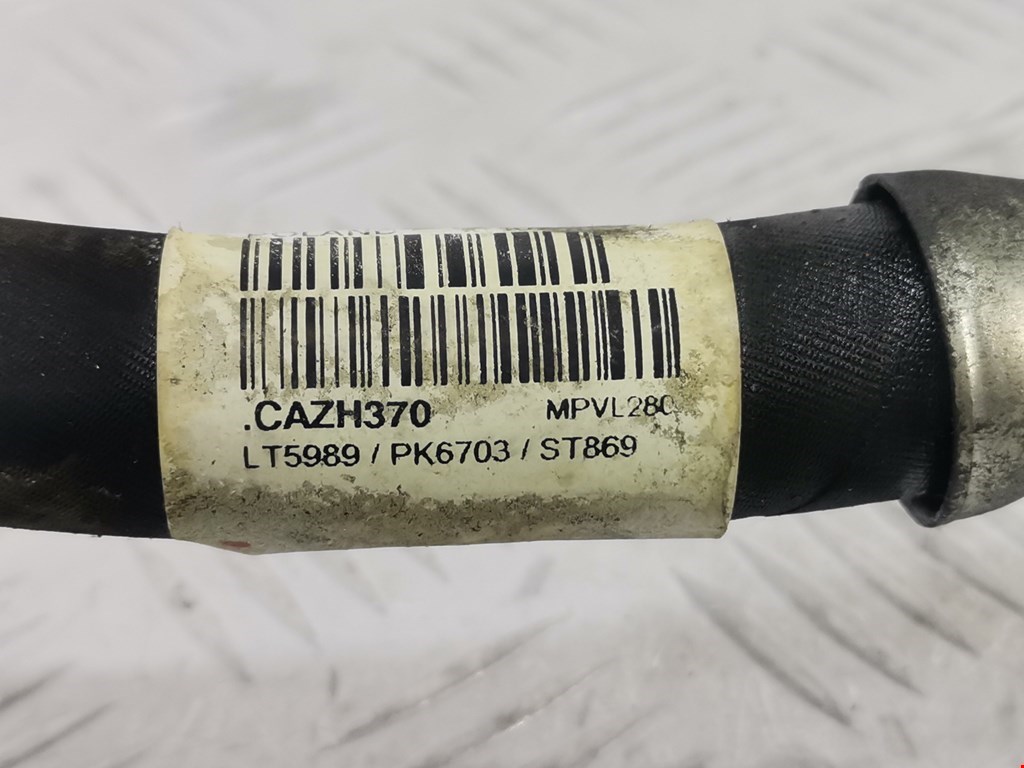 .CAZH370 MPVL280
LT5989 / PK6703 / ST869